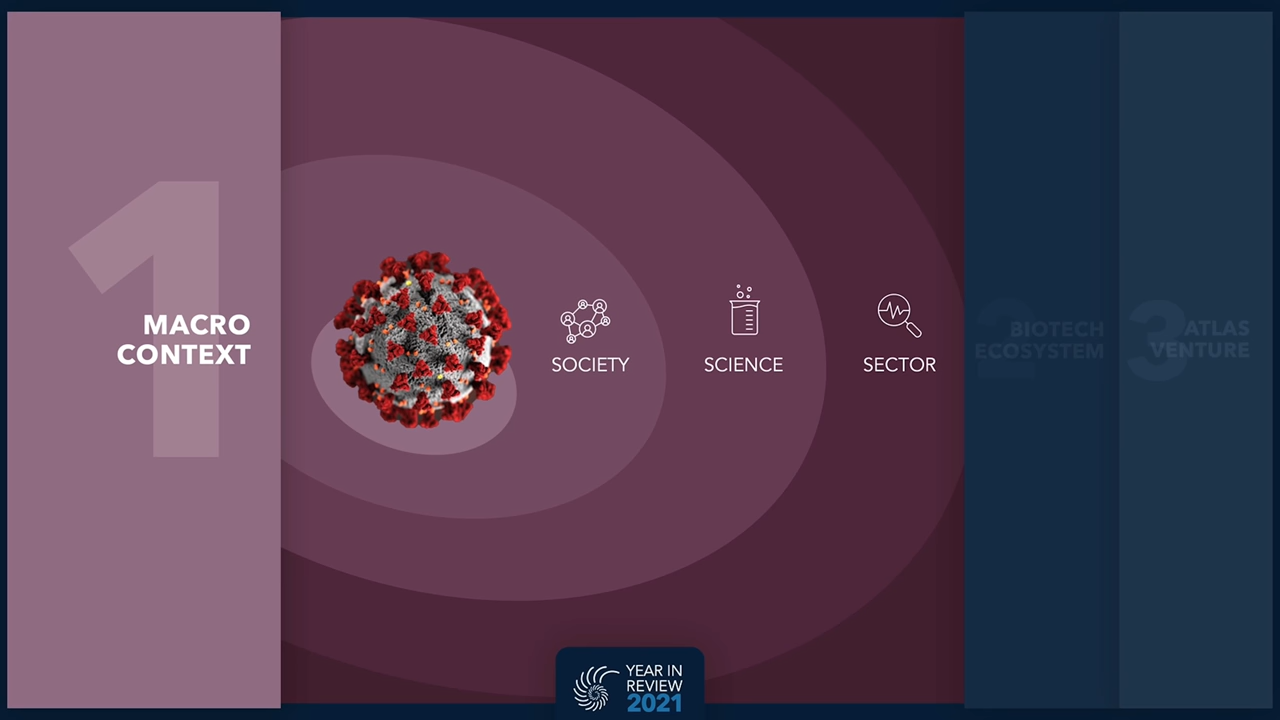 1
MACRO
CONTEXT
SOCIETY
SCIENCE
SECTOR
2
BIOTECH
ECOSYSTEM
3
ATLAS
VENTURE
YEAR IN
REVIEW
2021